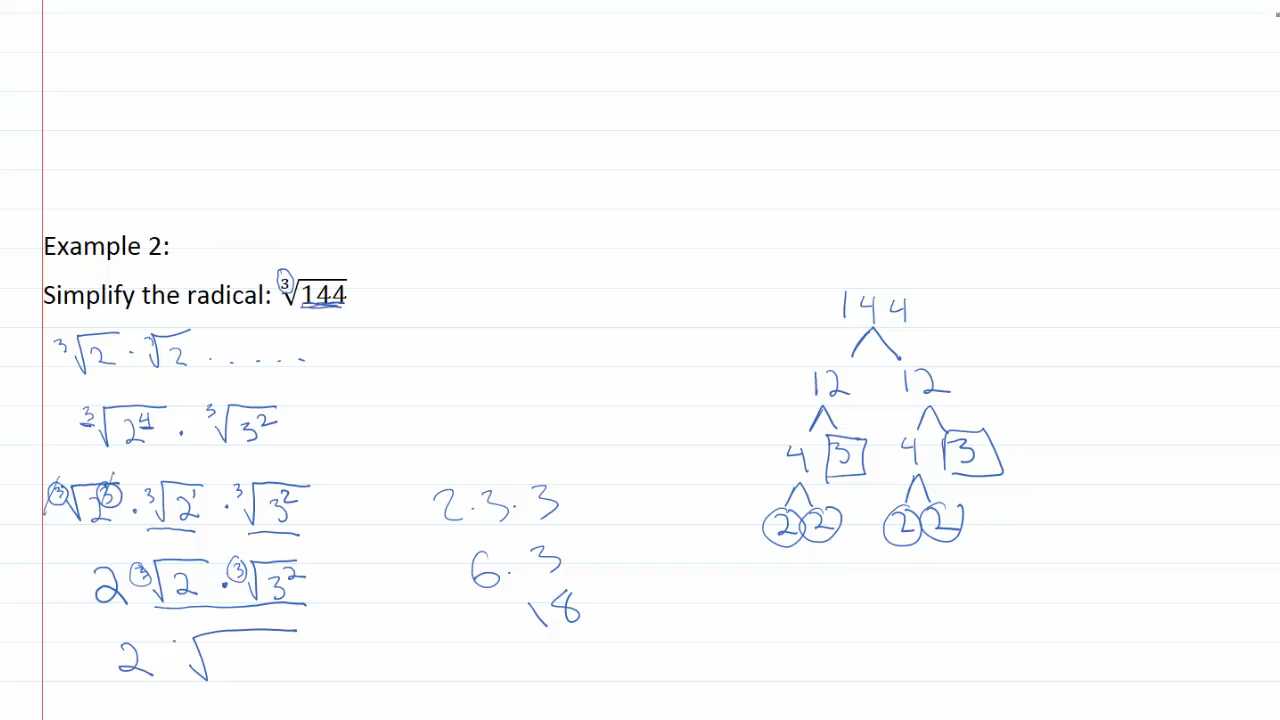 Example 2:
Simplify the radical: ∛144
∛2 · ∛2 · . . . .
∛2⁴ · ∛3²
∛2³ · ∛2¹ · ∛3²
2 ∛2 · ∛3²
2 √
2 · 3 · 3
6 · 3
18
144
12 12
4 3 4 3
2 2 2 2